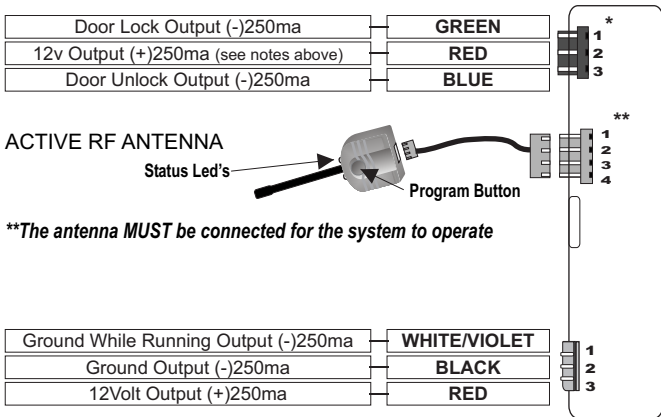 Door Lock Output (-)250ma GREEN
12v Output (+)250ma (see notes above) RED
Door Unlock Output (-)250ma BLUE
*
1
2
3
ACTIVE RF ANTENNA
Status Led's
Program Button
**
1
2
3
4
**The antenna MUST be connected for the system to operate
Ground While Running Output (-)250ma WHITE/VIOLET
Ground Output (-)250ma BLACK
12Volt Output (+)250ma RED
1
2
3